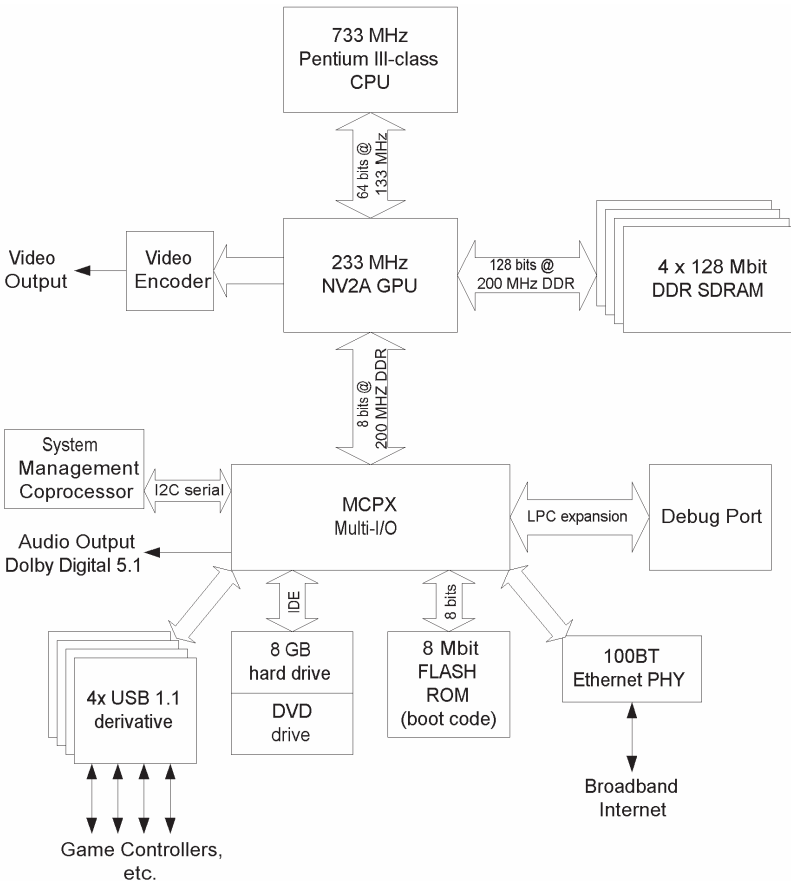 733 MHz
Pentium III-class
CPU
64 bits @
133 MHz
Video
Output
Video
Encoder
233 MHz
NV2A GPU
128 bits @
200 MHz DDR
4 x 128 Mbit
DDR SDRAM
8 bits @
200 MHZ DDR
System
Management
Coprocessor
I2C serial
MCPX
Multi-I/O
LPC expansion
Debug Port
Audio Output
Dolby Digital 5.1
IDE
8 bits
4x USB 1.1
derivative
8 GB
hard drive
DVD
drive
8 Mbit
FLASH
ROM
(boot code)
100BT
Ethernet PHY
Broadband
Internet
Game Controllers,
etc.